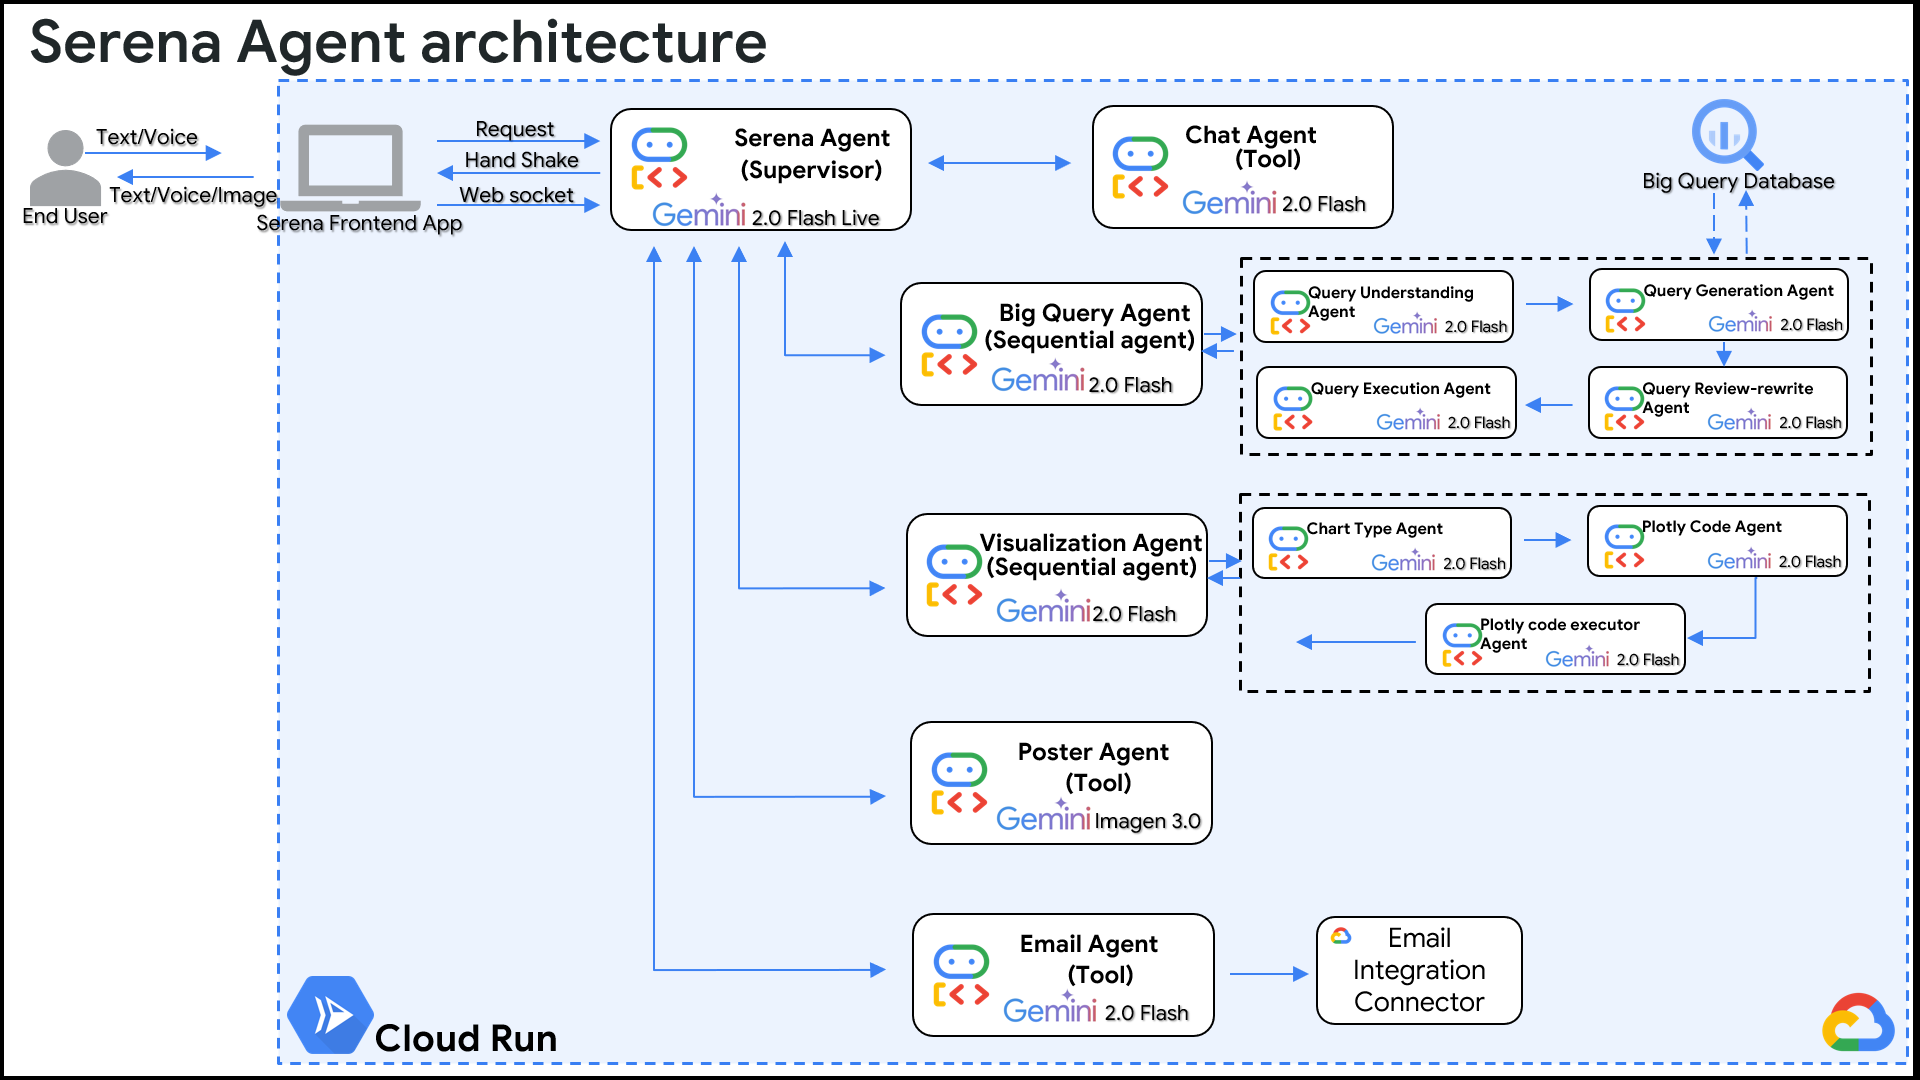 Serena Agent architecture
Text/Voice
Text/Voice/Image
End User
Serena Frontend App
Request
Hand Shake
Web socket
Serena Agent
(Supervisor)
Gemini 2.0 Flash Live
Chat Agent
(Tool)
Gemini 2.0 Flash
Big Query Database
Big Query Agent
(Sequential agent)
Gemini 2.0 Flash
Query Understanding
Agent
Gemini 2.0 Flash
Query Generation Agent
Gemini 2.0 Flash
Query Execution Agent
Gemini 2.0 Flash
Query Review-rewrite
Agent
Gemini 2.0 Flash
Visualization Agent
(Sequential agent)
Gemini 2.0 Flash
Chart Type Agent
Gemini 2.0 Flash
Plotly Code Agent
Gemini 2.0 Flash
Plotly code executor
Agent
Gemini 2.0 Flash
Poster Agent
(Tool)
Gemini Imagen 3.0
Email Agent
(Tool)
Gemini 2.0 Flash
Email
Integration
Connector
Cloud Run